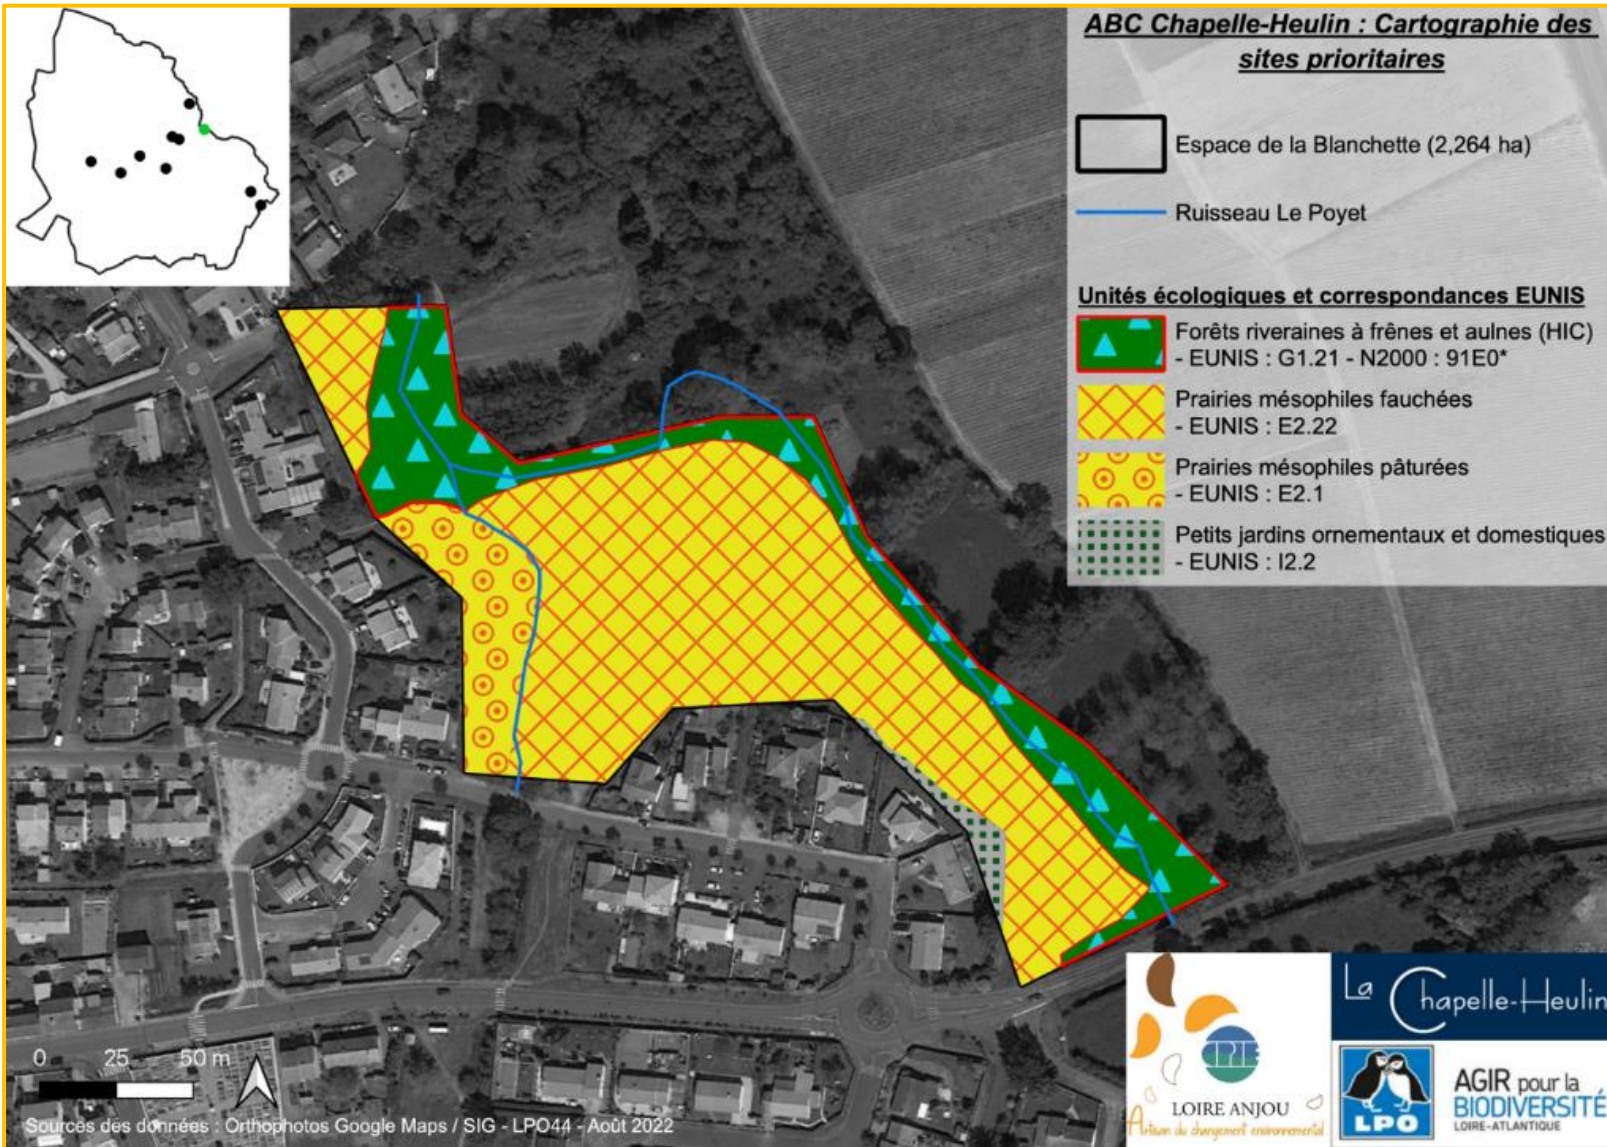 ABC Chapelle-Heulin : Cartographie des
sites prioritaires
Espace de la Blanchette (2,264 ha)
Ruisseau Le Poyet
Unités écologiques et correspondances EUNIS
Forêts riveraines à frênes et aulnes (HIC)
- EUNIS : G1.21 - N2000 : 91E0*
Prairies mésophiles fauchées
- EUNIS : E2.22
Prairies mésophiles pâturées
- EUNIS : E2.1
Petits jardins ornementaux et domestiques
- EUNIS : I2.2
0 25 50 m
Sources des données : Orthophotos Google Maps / SIG - LPO44 - Août 2022
CPIE
LOIRE ANJOU
Artisan du changement environnemental
La Chapelle-Heulin
LPO
AGIR pour la
BIODIVERSITÉ
LOIRE-ATLANTIQUE